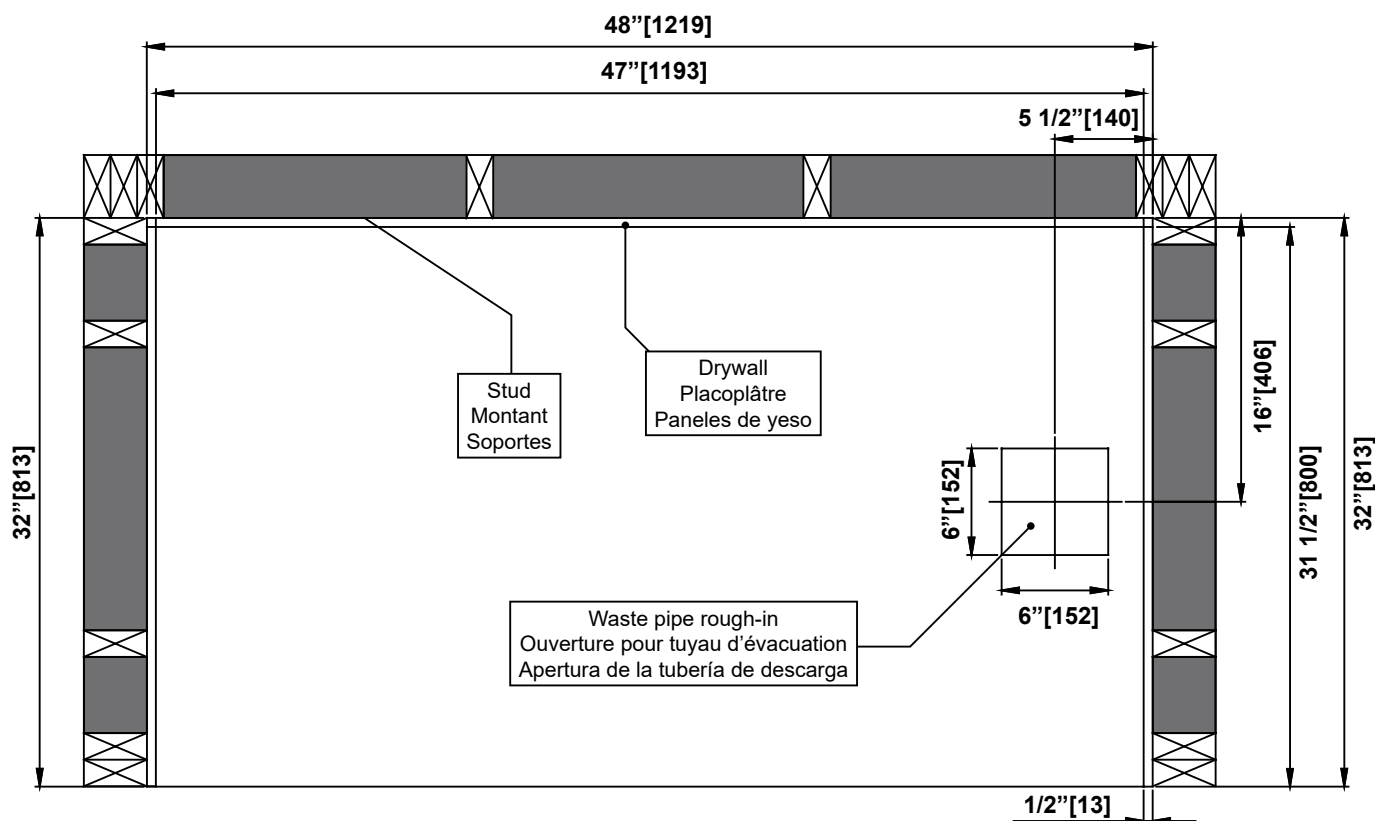 48”[1219]
47”[1193]
5 1/2”[140]
Stud
Montant
Soportes
Drywall
Placoplâtre
Paneles de yeso
16”[406]
32”[813]
6”[152]
31 1/2”[800]
32”[813]
6”[152]
Waste pipe rough-in
Ouverture pour tuyau d’évacuation
Apertura de la tubería de descarga
1/2”[13]